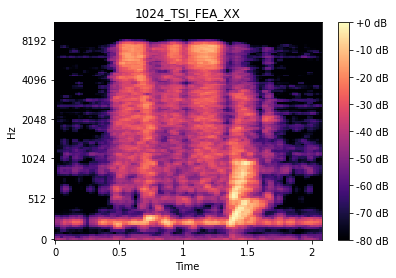 1024_TSI_FEA_XX
8192
4096
2048
1024
512
0
Hz
0
0.5
1
1.5
2
Time
+0 dB
-10 dB
-20 dB
-30 dB
-40 dB
-50 dB
-60 dB
-70 dB
-80 dB